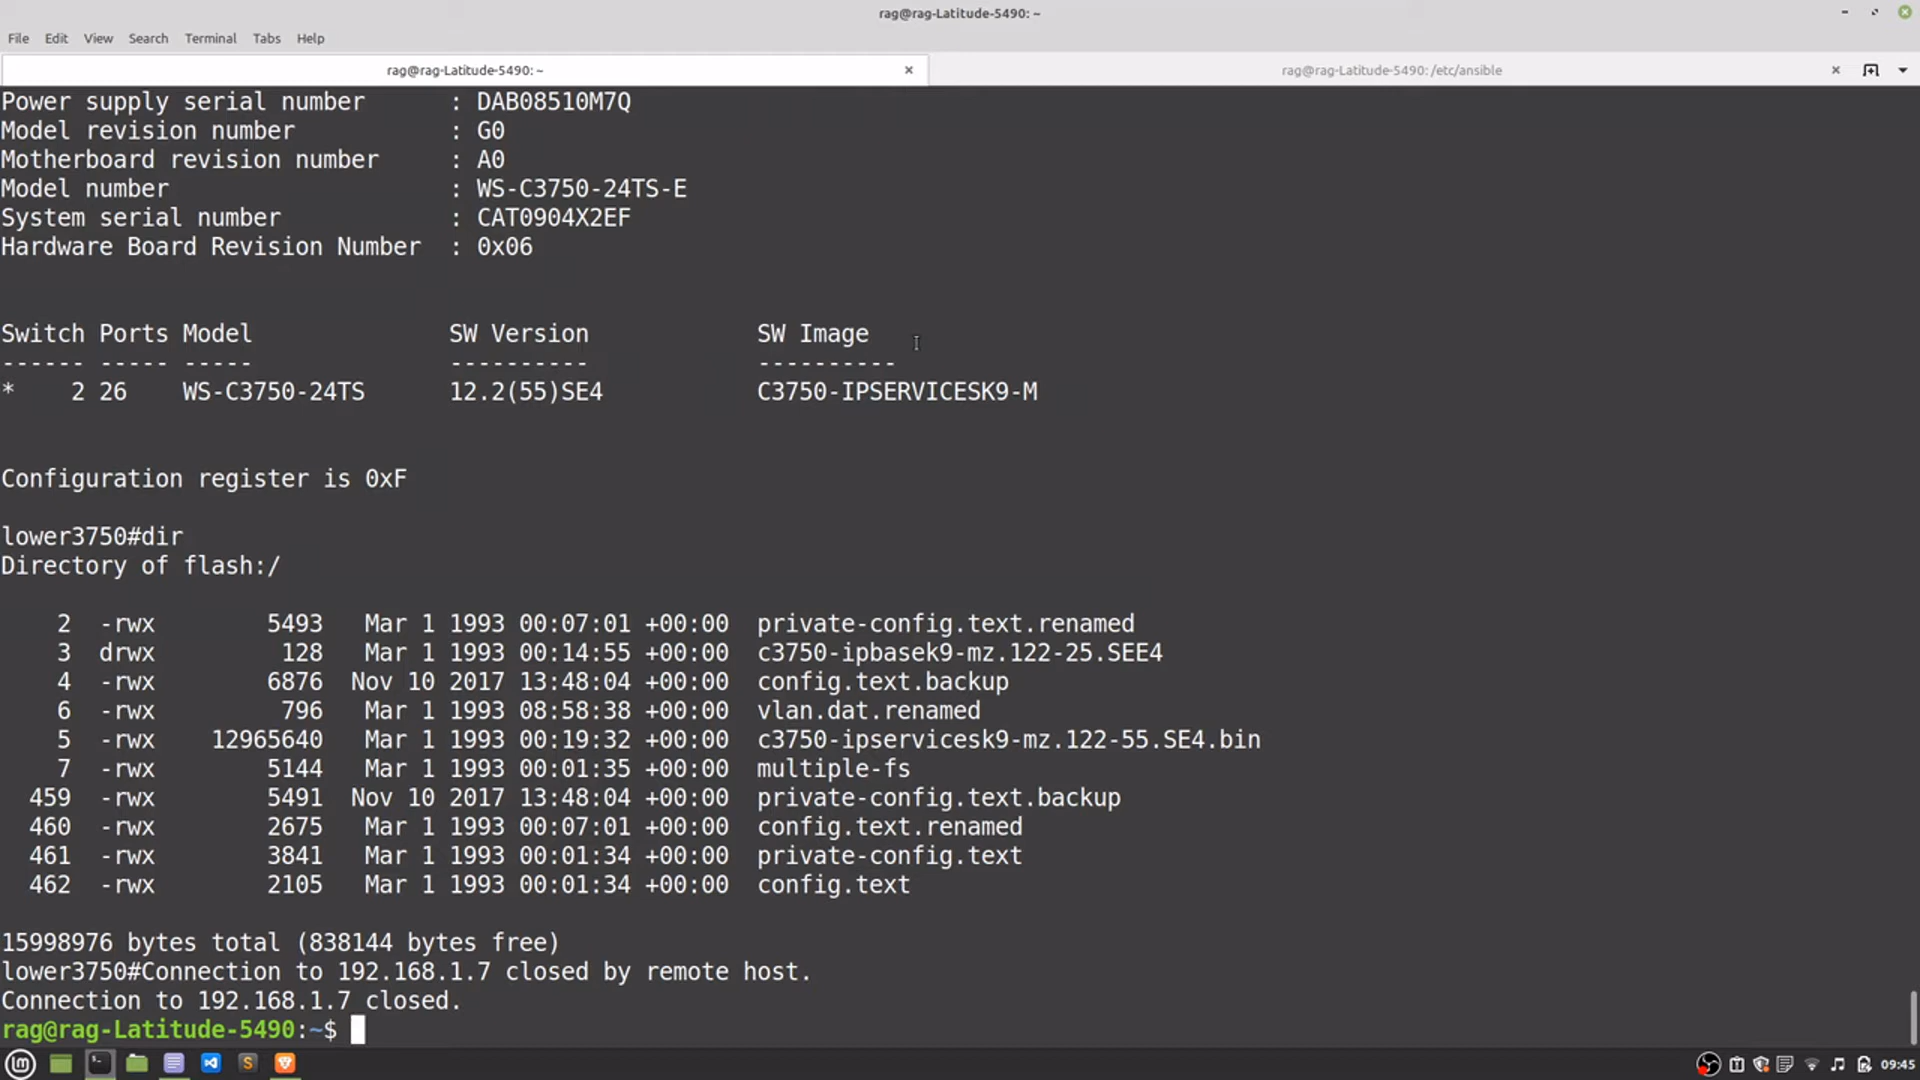 rag@rag-Latitude-5490: ~
File Edit View Search Terminal Tabs Help
rag@rag-Latitude-5490: ~ rag@rag-Latitude-5490: /etc/ansible
Power supply serial number      : DAB08510M7Q
Model revision number           : G0
Motherboard revision number     : A0
Model number                    : WS-C3750-24TS-E
System serial number            : CAT0904X2EF
Hardware Board Revision Number  : 0x06
Switch Ports Model              SW Version            SW Image
------ ----- -----              ----------            ----------
*    2 26    WS-C3750-24TS      12.2(55)SE4           C3750-IPSERVICESK9-M
Configuration register is 0xF
lower3750#dir
Directory of flash:/
    2  -rwx        5493   Mar 1 1993 00:07:01 +00:00  private-config.text.renamed
    3  drwx         128   Mar 1 1993 00:14:55 +00:00  c3750-ipbasek9-mz.122-25.SEE4
    4  -rwx        6876  Nov 10 2017 13:48:04 +00:00  config.text.backup
    6  -rwx         796   Mar 1 1993 08:58:38 +00:00  vlan.dat.renamed
    5  -rwx    12965640   Mar 1 1993 00:19:32 +00:00  c3750-ipservicesk9-mz.122-55.SE4.bin
    7  -rwx        5144   Mar 1 1993 00:01:35 +00:00  multiple-fs
  459  -rwx        5491  Nov 10 2017 13:48:04 +00:00  private-config.text.backup
  460  -rwx        2675   Mar 1 1993 00:07:01 +00:00  config.text.renamed
  461  -rwx        3841   Mar 1 1993 00:01:34 +00:00  private-config.text
  462  -rwx        2105   Mar 1 1993 00:01:34 +00:00  config.text
15998976 bytes total (838144 bytes free)
lower3750#Connection to 192.168.1.7 closed by remote host.
Connection to 192.168.1.7 closed.
rag@rag-Latitude-5490:~$
09:45